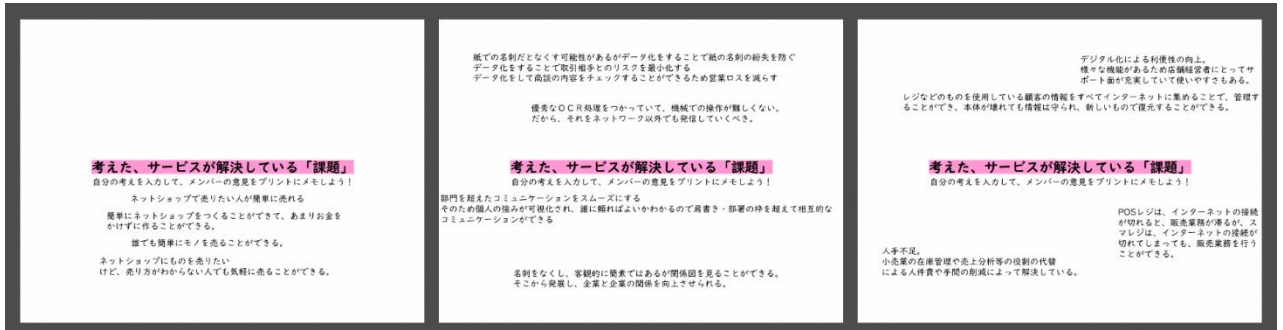 考えた、サービスが解決している「課題」
自分の考えを入力して、メンバーの意見をプリントにメモしよう!
ネットショップで売りたい人が簡単に売れる
簡単にネットショップをつくることができて、あまりお金を
かけずに作ることができる。
誰でも簡単にモノを売ることができる。
ネットショップにものを売りたい
けど、売り方がわからない人でも気軽に売ることができる。
紙での名刺だとなくす可能性があるがデータ化をすることで紙の名刺の紛失を防ぐ
データ化をすることで取引相手とのリスクを最小化する
データ化をして商談の内容をチェックすることができるため営業ロスを減らす
優秀なOCR処理をつかっていて、機械での操作が難しくない。
だから、それをネットワーク以外でも発信していくべき。
考えた、サービスが解決している「課題」
自分の考えを入力して、メンバーの意見をプリントにメモしよう!
部門を超えたコミュニケーションをスムーズにする
そのため個人の強みが可視化され、誰に頼ればよいかわかるので肩書き・部署の枠を超えて相互的な
コミュニケーションができる
名刺をなくし、客観的に簡素ではあるが関係図を見ることができる。
そこから発展し、企業と企業の関係を向上させられる。
デジタル化による利便性の向上。
様々な機能があるため店舗経営者にとってサ
ポート面が充実していて使いやすさもある。
レジなどのものを使用している顧客の情報をすべてインターネットに集めることで、管理す
ることができ、本体が壊れても情報は守られ、新しいもので復元することができる。
考えた、サービスが解決している「課題」
自分の考えを入力して、メンバーの意見をプリントにメモしよう!
POSレジは、インターネットの接続
が切れると、販売業務が滞るが、ス
マレジは、インターネットの接続が
切れてしまっても、販売業務を行う
ことができる。
人手不足。
小売業の在庫管理や売上分析等の役割の代替
による人件費や手間の削減によって解決している。